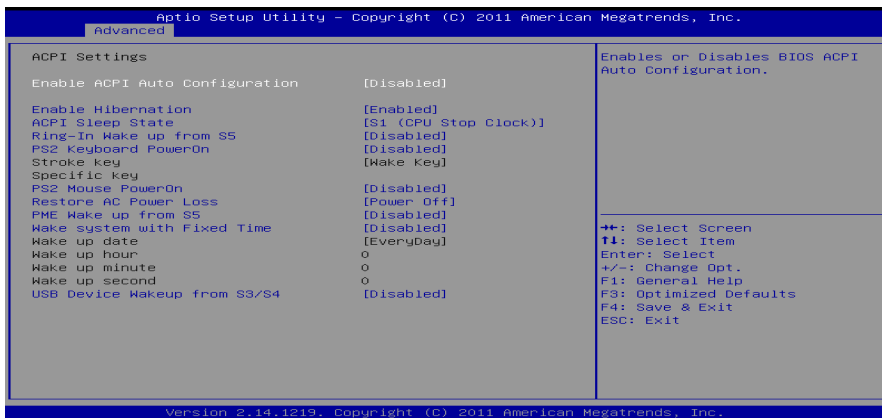 Aptio Setup Utility – Copyright (C) 2011 American Megatrends, Inc.
Advanced
ACPI Settings
Enable ACPI Auto Configuration [Disabled]
Enable Hibernation [Enabled]
ACPI Sleep State [S1 (CPU Stop Clock)]
Ring-In Wake up from S5 [Disabled]
PS2 Keyboard PowerOn [Disabled]
Stroke key [Wake Key]
Specific key
PS2 Mouse PowerOn [Disabled]
Restore AC Power Loss [Power Off]
PME Wake up from S5 [Disabled]
Wake system with Fixed Time [Disabled]
Wake up date [EveryDay]
Wake up hour 0
Wake up minute 0
Wake up second 0
USB Device Wakeup from S3/S4 [Disabled]
Enables or Disables BIOS ACPI
Auto Configuration.
→←: Select Screen
↑↓: Select Item
Enter: Select
+/-: Change Opt.
F1: General Help
F3: Optimized Defaults
F4: Save & Exit
ESC: Exit
Version 2.14.1219. Copyright (C) 2011 American Megatrends, Inc.